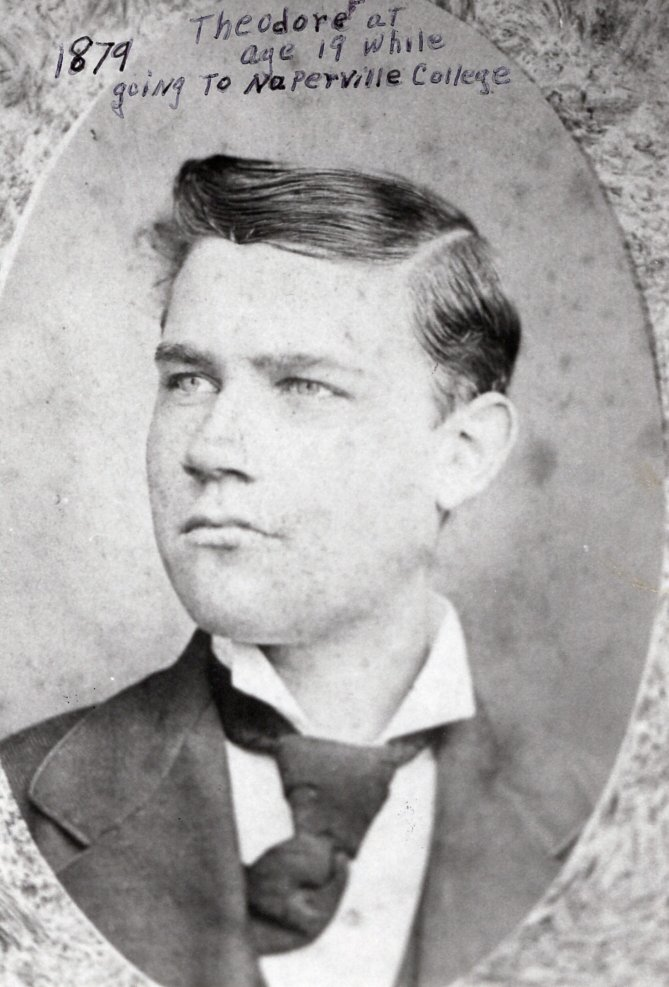 1879
Theodore at
age 19 while
going To Naperville College